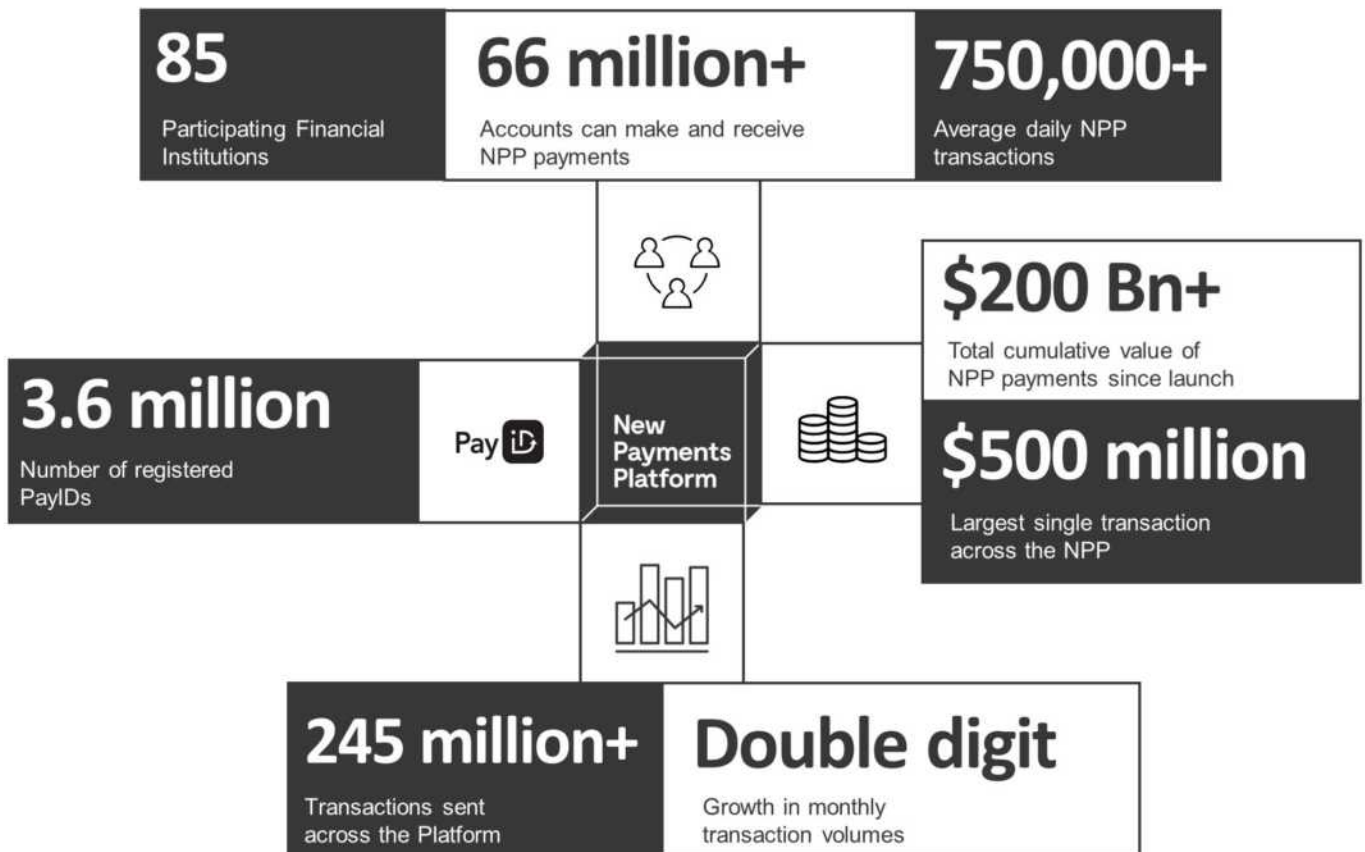 85
Participating Financial
Institutions
66 million+
Accounts can make and receive
NPP payments
750,000+
Average daily NPP
transactions
$200 Bn+
Total cumulative value of
NPP payments since launch
3.6 million
Number of registered
PayIDs
Pay iD
New
Payments
Platform
$500 million
Largest single transaction
across the NPP
245 million+
Transactions sent
across the Platform
Double digit
Growth in monthly
transaction volumes